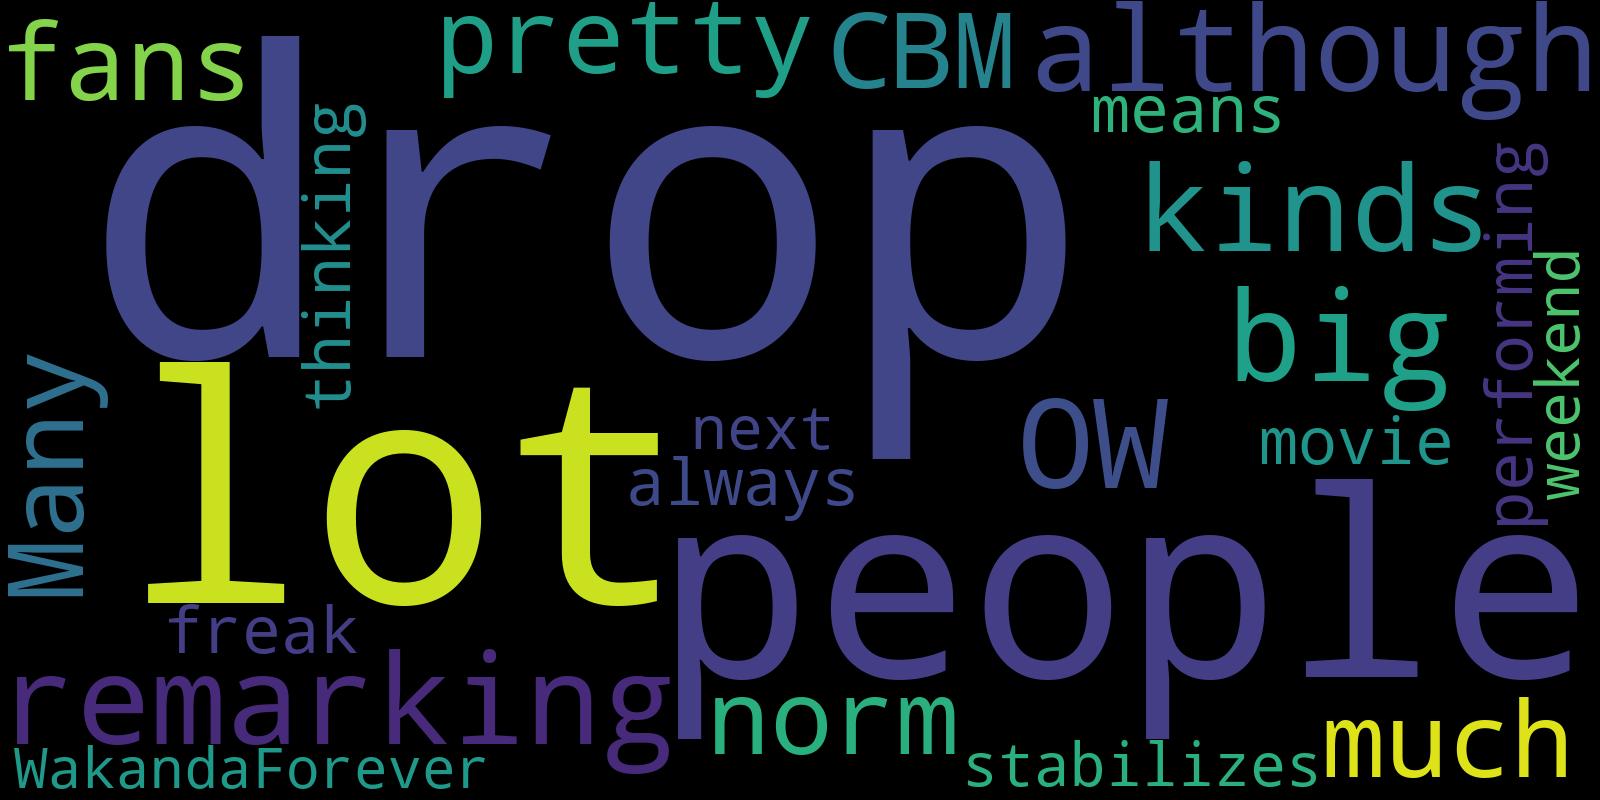 fans
pretty
CBM
although
means
drop
thinking
kinds
performing
weekend
big
Many
lot
next
always
OW
movie
people
freak
remarking
norm
much
WakandaForever
stabilizes